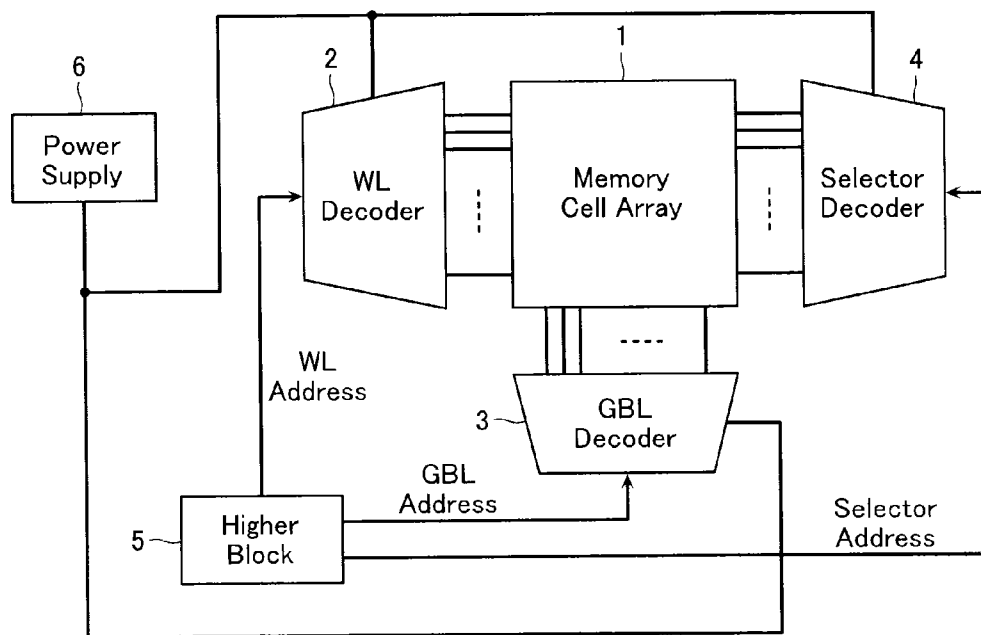 1
2
4
6
Power
Supply
WL
Decoder
Memory
Cell Array
Selector
Decoder
WL
Address
3
GBL
Decoder
GBL
Address
Selector
Address
5
Higher
Block